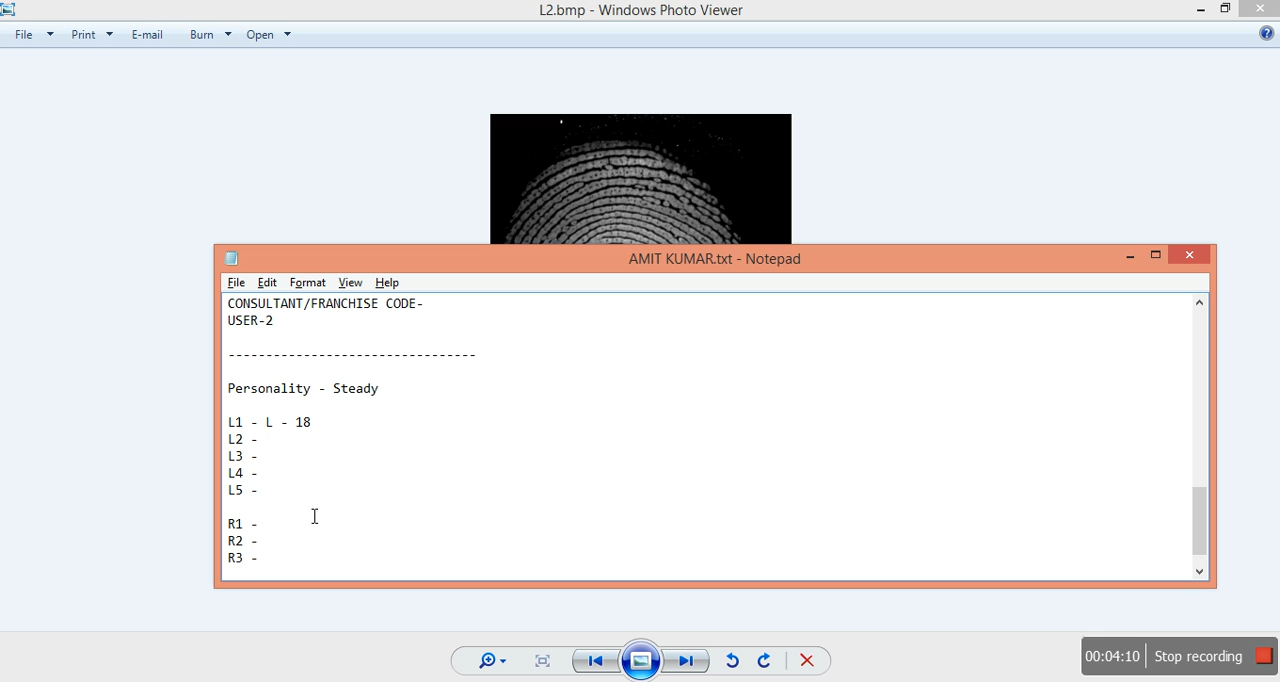 L2.bmp - Windows Photo Viewer
File Print E-mail Burn Open
AMIT KUMAR.txt - Notepad
File Edit Format View Help
CONSULTANT/FRANCHISE CODE-
USER-2
---------------------------------
Personality - Steady
L1 - L - 18
L2 -
L3 -
L4 -
L5 -
R1 -
R2 -
R3 -
00:04:10 Stop recording